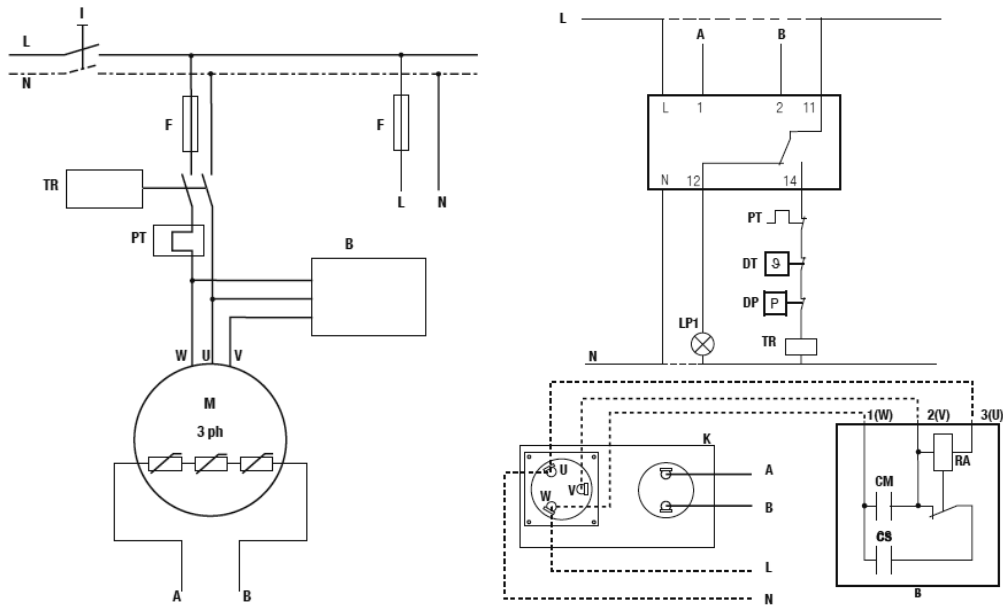 I
L
N
F
F
TR
L
N
PT
B
W U V
M
3 ph
A B
L
A B
L 1 2 11
N 12 14
PT
DT ϑ
DP P
LP1
TR
N
1(W) 2(V) 3(U)
K
U
V
W
A
B
L
N
RA
CM
CS
B